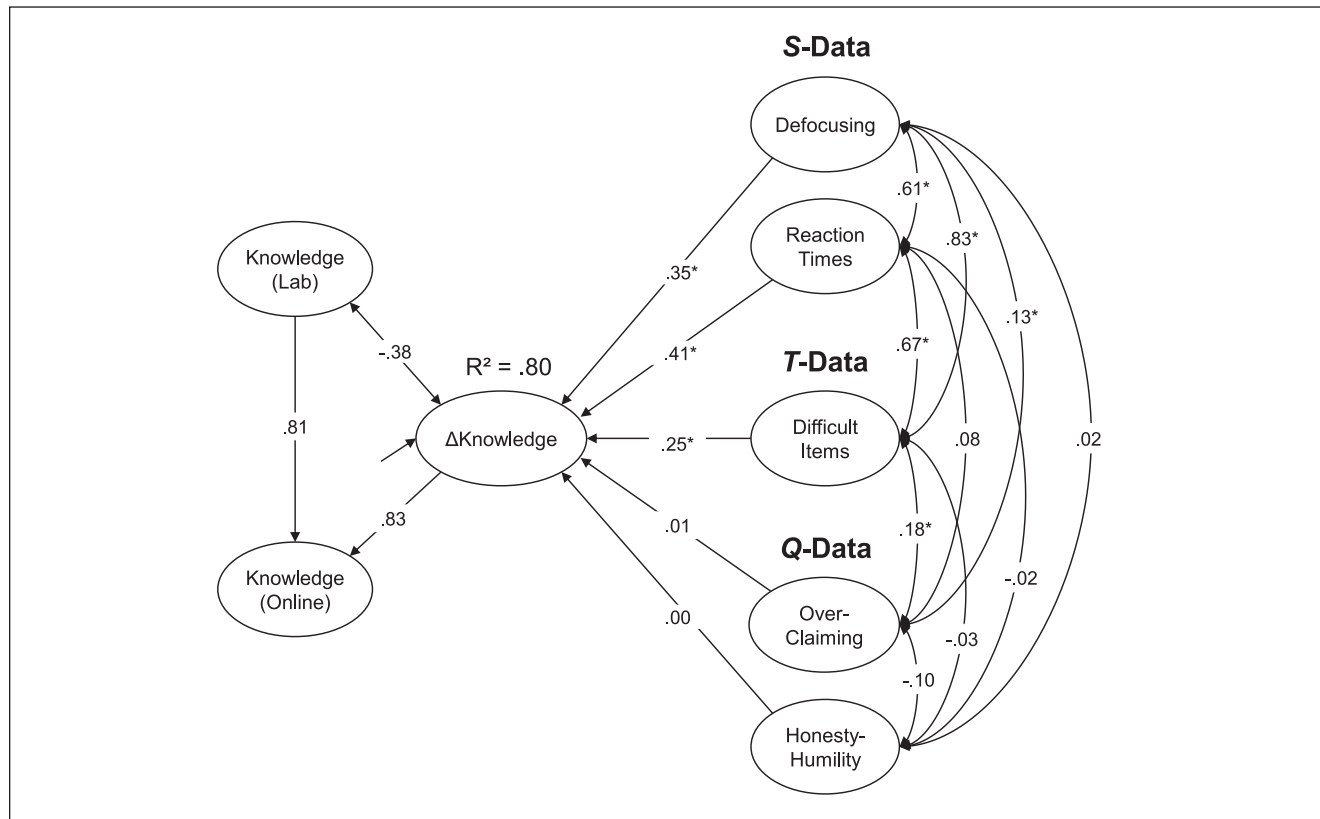 S-Data
Defocusing
.61*
Reaction
Times
.83*
Knowledge
(Lab)
.35*
.13*
-.38
.41*
.67*
T-Data
R² = .80
.81
ΔKnowledge
.25*
Difficult
Items
.08
.02
.83
.01
.18*
Q-Data
Knowledge
(Online)
-.02
.00
Over-
Claiming
-.03
-.10
Honesty-
Humility